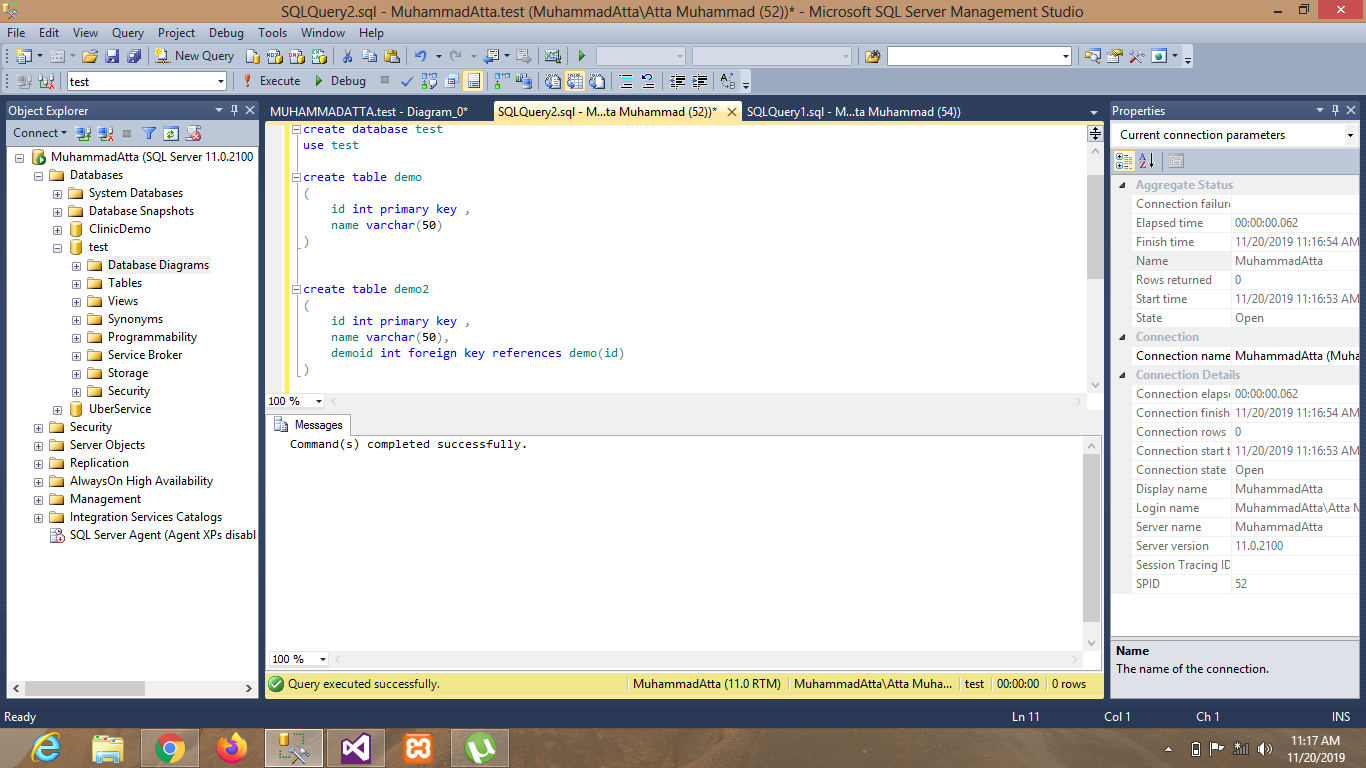 SQLQuery2.sql - MuhammadAtta.test (MuhammadAtta\Atta Muhammad (52))* - Microsoft SQL Server Management Studio
File Edit View Query Project Debug Tools Window Help
New Query
test Execute Debug
Object Explorer
Connect
MuhammadAtta (SQL Server 11.0.2100
Databases
System Databases
Database Snapshots
ClinicDemo
test
Database Diagrams
Tables
Views
Synonyms
Programmability
Service Broker
Storage
Security
UberService
Security
Server Objects
Replication
AlwaysOn High Availability
Management
Integration Services Catalogs
SQL Server Agent (Agent XPs disabl
MUHAMMADATTA.test - Diagram_0* SQLQuery2.sql - M...ta Muhammad (52))* SQLQuery1.sql - M...ta Muhammad (54))
create database test
use test
create table demo
(
id int primary key ,
name varchar(50)
)
create table demo2
(
id int primary key ,
name varchar(50),
demoid int foreign key references demo(id)
)
100 %
Messages
Command(s) completed successfully.
100 %
Query executed successfully. MuhammadAtta (11.0 RTM) MuhammadAtta\Atta Muha... test 00:00:00 0 rows
Properties
Current connection parameters
Aggregate Status
Connection failure
Elapsed time 00:00:00.062
Finish time 11/20/2019 11:16:54 AM
Name MuhammadAtta
Rows returned 0
Start time 11/20/2019 11:16:53 AM
State Open
Connection
Connection name MuhammadAtta (Muha
Connection Details
Connection elaps 00:00:00.062
Connection finish 11/20/2019 11:16:54 AM
Connection rows 0
Connection start t 11/20/2019 11:16:53 AM
Connection state Open
Display name MuhammadAtta
Login name MuhammadAtta\Atta M
Server name MuhammadAtta
Server version 11.0.2100
Session Tracing ID
SPID 52
Name
The name of the connection.
Ready Ln 11 Col 1 Ch 1 INS
11:17 AM
11/20/2019